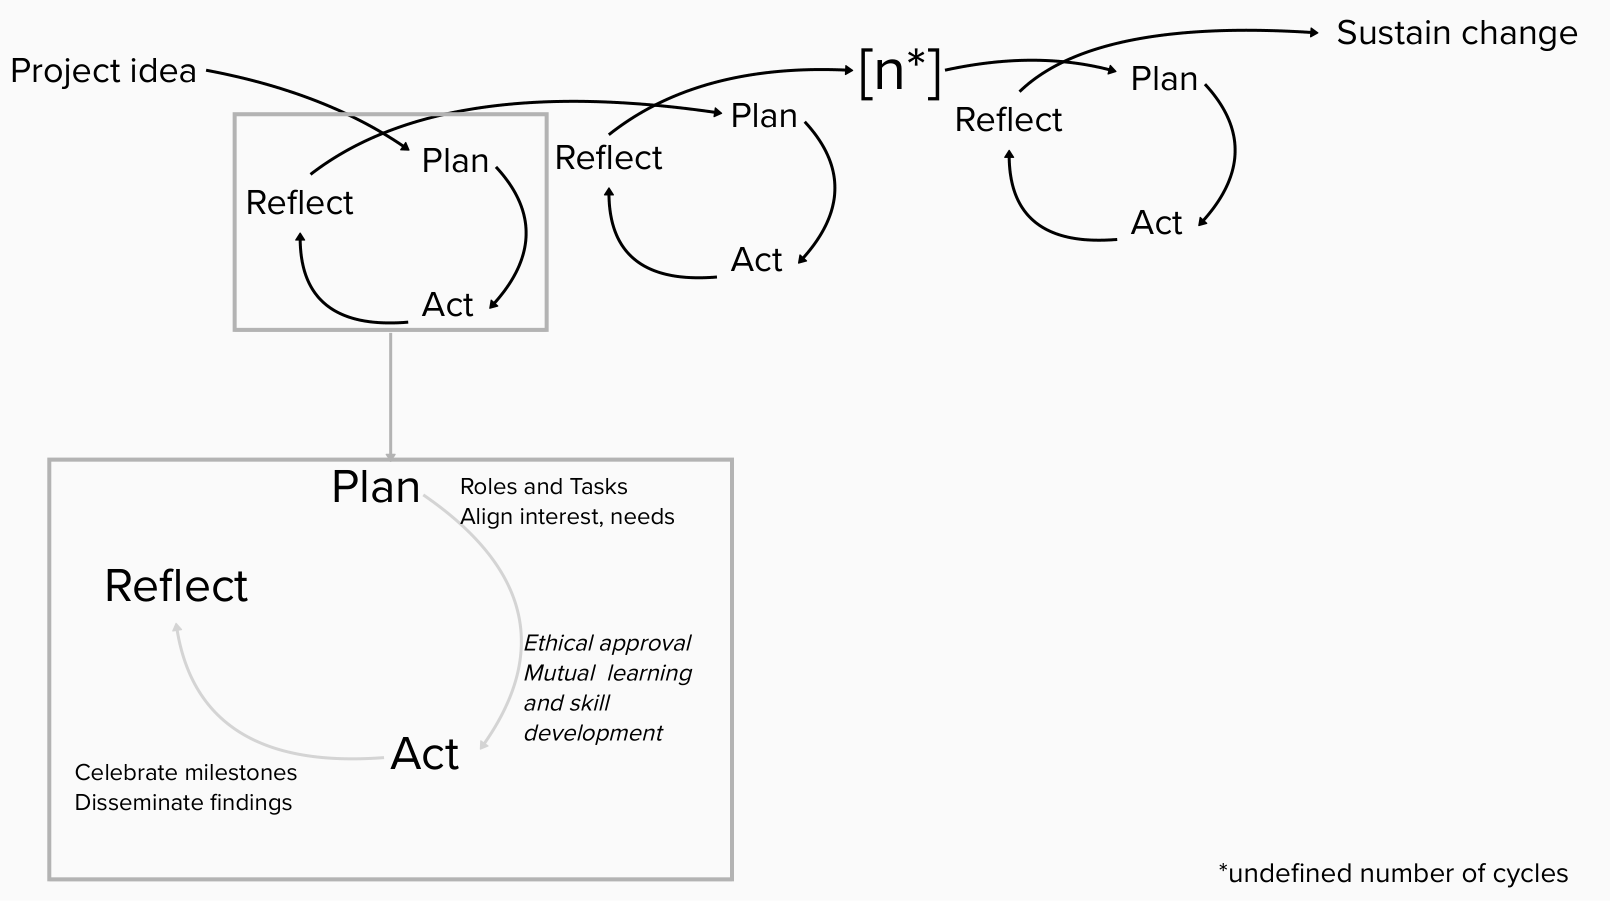 Project idea
Plan
Reflect
Act
Plan
Reflect
Act
[n*]
Plan
Reflect
Act
Sustain change
Plan
Roles and Tasks
Align interest, needs
Reflect
Ethical approval
Mutual learning
and skill
development
Act
Celebrate milestones
Disseminate findings
*undefined number of cycles